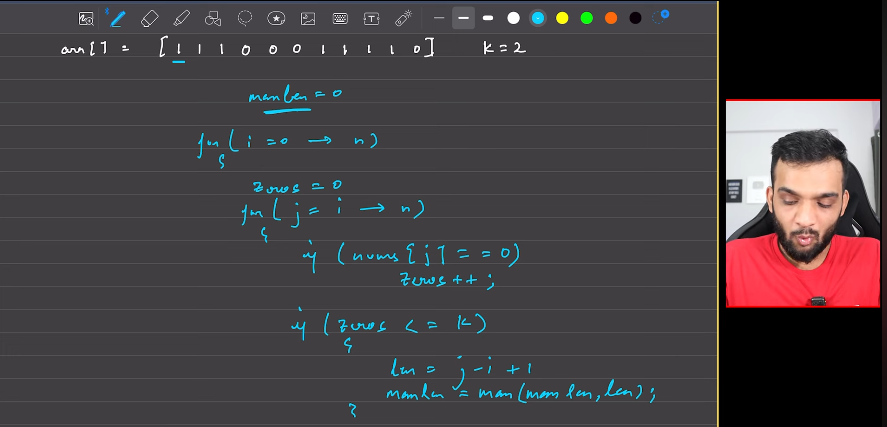 arr[] = [1 1 1 0 0 0 1 1 1 1 0] K=2
maxlen = 0
for ( i = 0 → n)
{
zeros = 0
for ( j = i → n)
{
if (nums[j] == 0)
zeros++;
if (zeros <= K)
{
len = j-i+1
maxlen = max(maxlen, len);
}